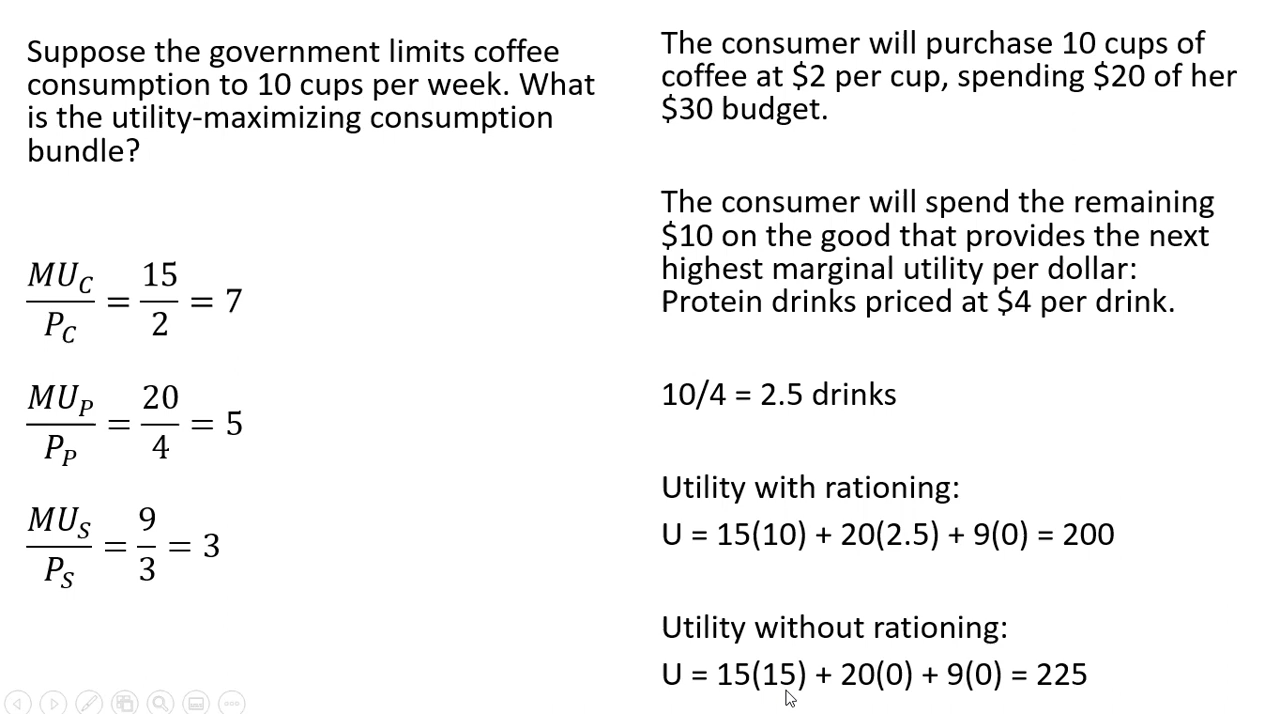 Suppose the government limits coffee
consumption to 10 cups per week. What
is the utility-maximizing consumption
bundle?
MU_C / P_C = 15 / 2 = 7
MU_P / P_P = 20 / 4 = 5
MU_S / P_S = 9 / 3 = 3
The consumer will purchase 10 cups of
coffee at $2 per cup, spending $20 of her
$30 budget.
The consumer will spend the remaining
$10 on the good that provides the next
highest marginal utility per dollar:
Protein drinks priced at $4 per drink.
10/4 = 2.5 drinks
Utility with rationing:
U = 15(10) + 20(2.5) + 9(0) = 200
Utility without rationing:
U = 15(15) + 20(0) + 9(0) = 225